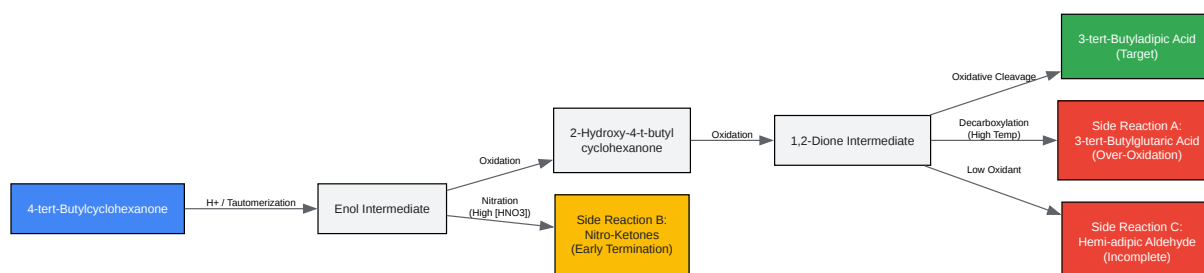 4-tert-Butylcyclohexanone
H+ / Tautomerization
Enol Intermediate
Oxidation
Nitration
(High [HNO3])
2-Hydroxy-4-t-butyl
cyclohexanone
Side Reaction B:
Nitro-Ketones
(Early Termination)
Oxidation
1,2-Dione Intermediate
Oxidative Cleavage
Decarboxylation
(High Temp)
Low Oxidant
3-tert-Butyladipic Acid
(Target)
Side Reaction A:
3-tert-Butylglutaric Acid
(Over-Oxidation)
Side Reaction C:
Hemi-adipic Aldehyde
(Incomplete)